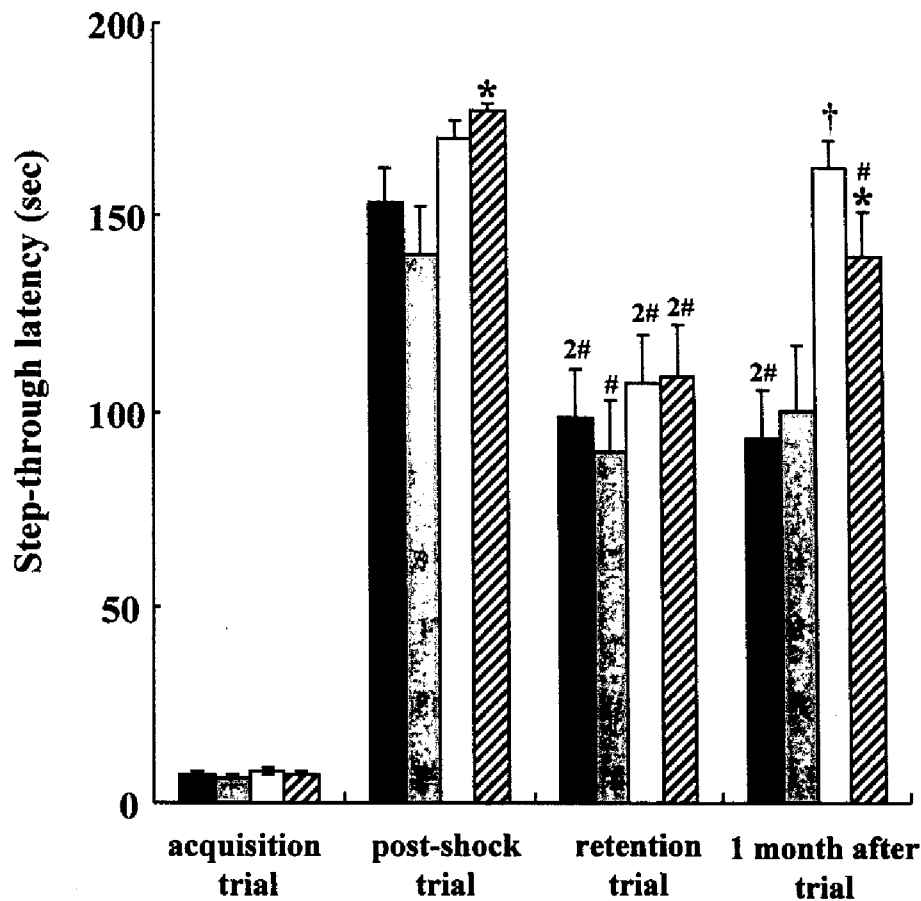 200
150
100
50
0
Step-through latency (sec)
*
†
#
*
2#
#
2#
2#
2#
acquisition
trial
post-shock
trial
retention
trial
1 month after
trial